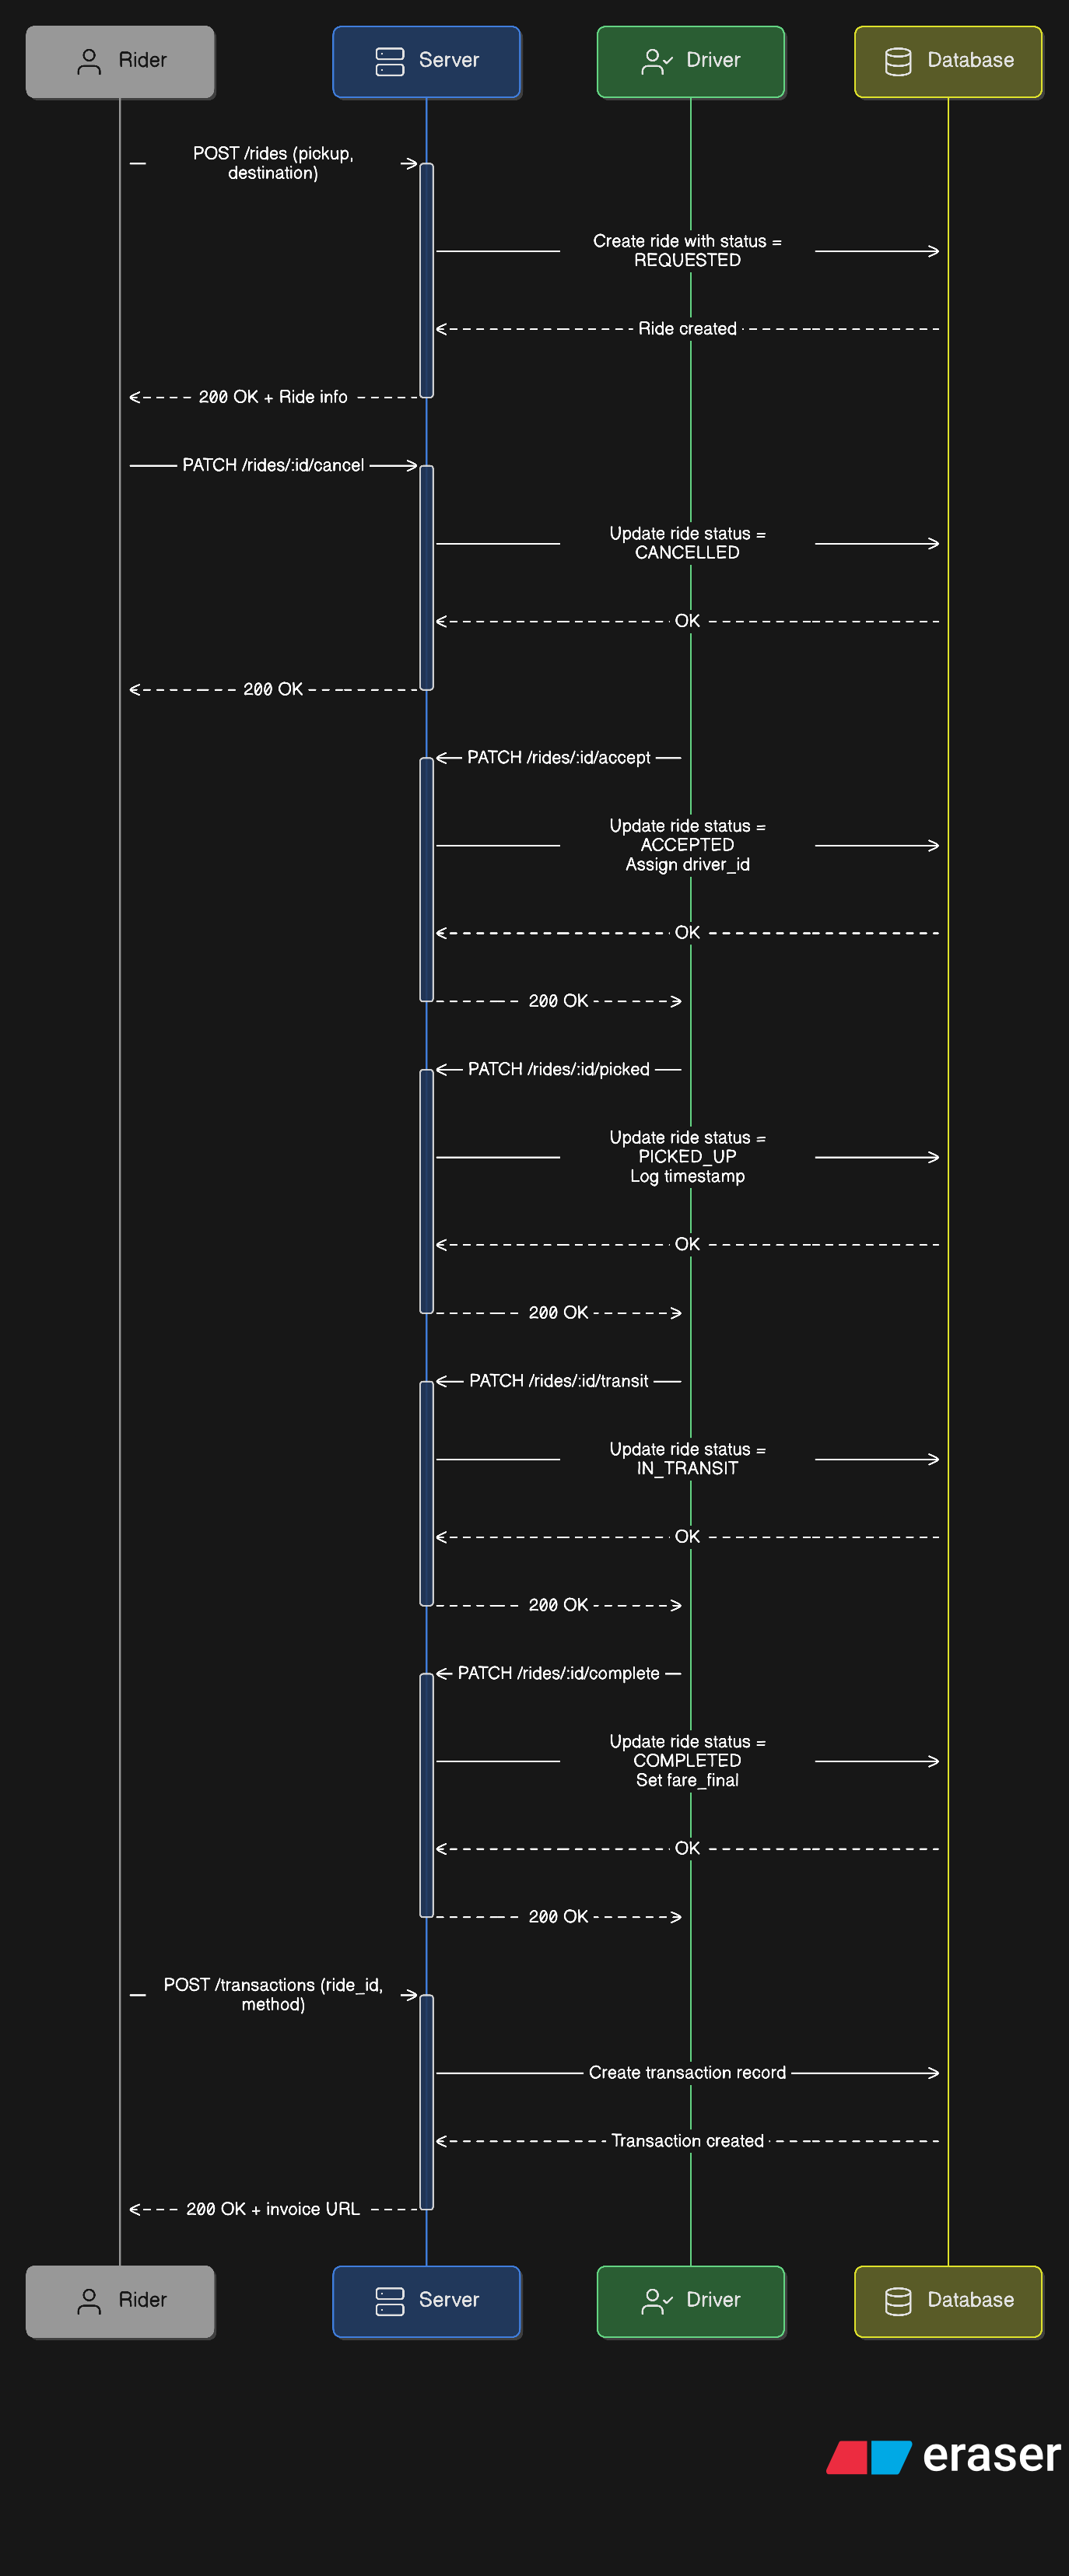 Rider
Server
Driver
Database
POST /rides (pickup,
destination)
Create ride with status =
REQUESTED
Ride created
200 OK + Ride info
PATCH /rides/:id/cancel
Update ride status =
CANCELLED
OK
200 OK
PATCH /rides/:id/accept
Update ride status =
ACCEPTED
Assign driver_id
OK
200 OK
PATCH /rides/:id/picked
Update ride status =
PICKED_UP
Log timestamp
OK
200 OK
PATCH /rides/:id/transit
Update ride status =
IN_TRANSIT
OK
200 OK
PATCH /rides/:id/complete
Update ride status =
COMPLETED
Set fare_final
OK
200 OK
POST /transactions (ride_id,
method)
Create transaction record
Transaction created
200 OK + invoice URL
Rider
Server
Driver
Database
eraser